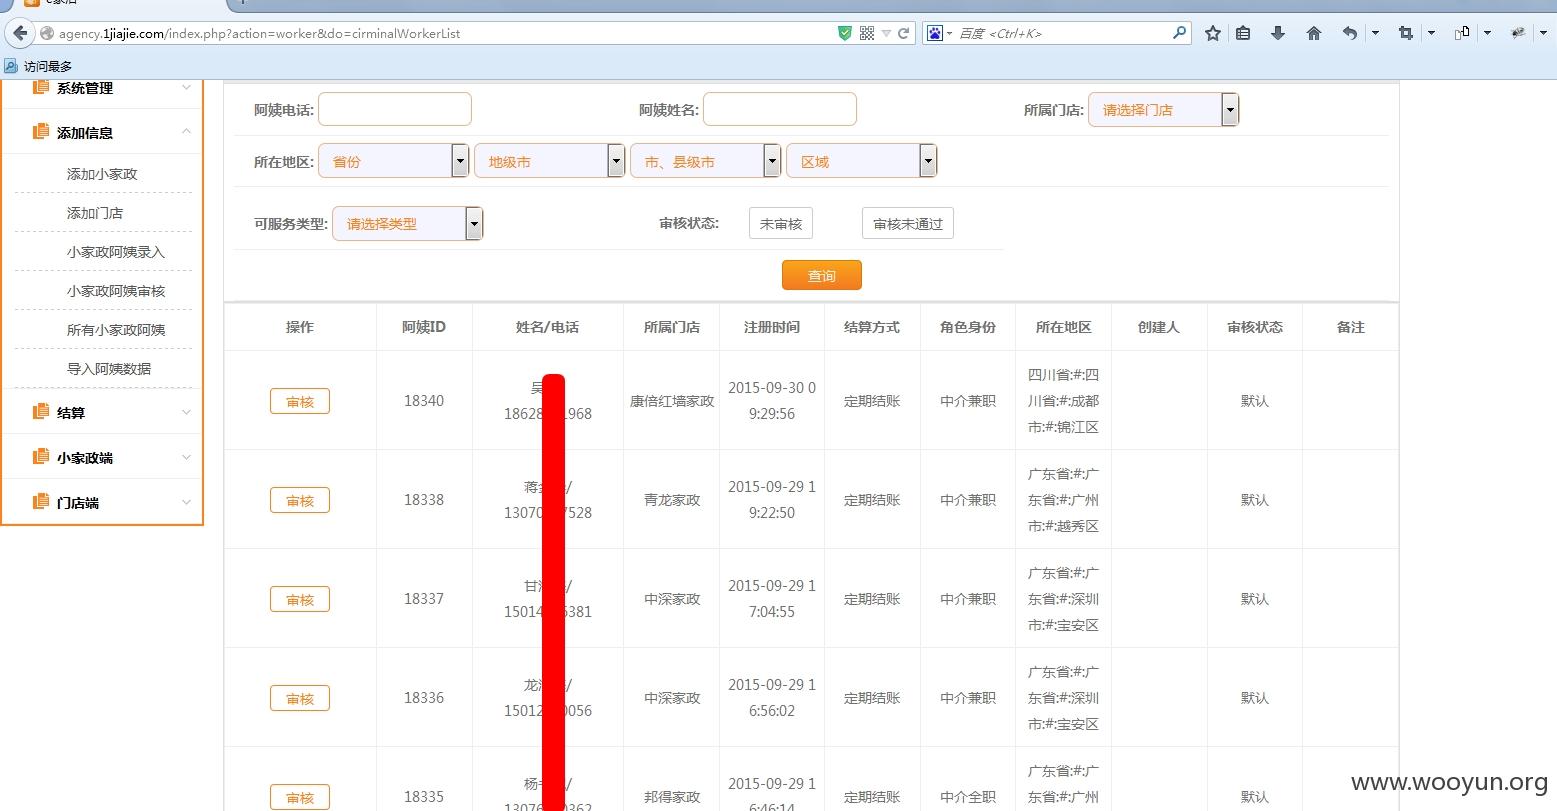 e家洁
agency.1jiajie.com/index.php?action=worker&do=cirminalWorkerList
百度 <Ctrl+K>
访问最多
系统管理
添加信息
添加小家政
添加门店
小家政阿姨录入
小家政阿姨审核
所有小家政阿姨
导入阿姨数据
结算
小家政端
门店端
阿姨电话:
阿姨姓名:
所属门店: 请选择门店
所在地区: 省份 地级市 市、县级市 区域
可服务类型: 请选择类型
审核状态: 未审核 审核未通过
查询
操作 阿姨ID 姓名/电话 所属门店 注册时间 结算方式 角色身份 所在地区 创建人 审核状态 备注
审核 18340
吴
18628 1968
康倍红墙家政
2015-09-30 0
9:29:56
定期结账 中介兼职
四川省:#:四
川省:#:成都
市:#:锦江区
默认
审核 18338
蒋 /
13070 7528
青龙家政
2015-09-29 1
9:22:50
定期结账 中介兼职
广东省:#:广
东省:#:广州
市:#:越秀区
默认
审核 18337
甘 /
15014 5381
中深家政
2015-09-29 1
7:04:55
定期结账 中介兼职
广东省:#:广
东省:#:深圳
市:#:宝安区
默认
审核 18336
龙 /
15012 0056
中深家政
2015-09-29 1
6:56:02
定期结账 中介兼职
广东省:#:广
东省:#:深圳
市:#:宝安区
默认
审核 18335
杨 /
13076 0362
邦得家政
2015-09-29 1
6:46:14
定期结账 中介全职
广东省:#:广
东省:#:广州
默认
www.wooyun.org